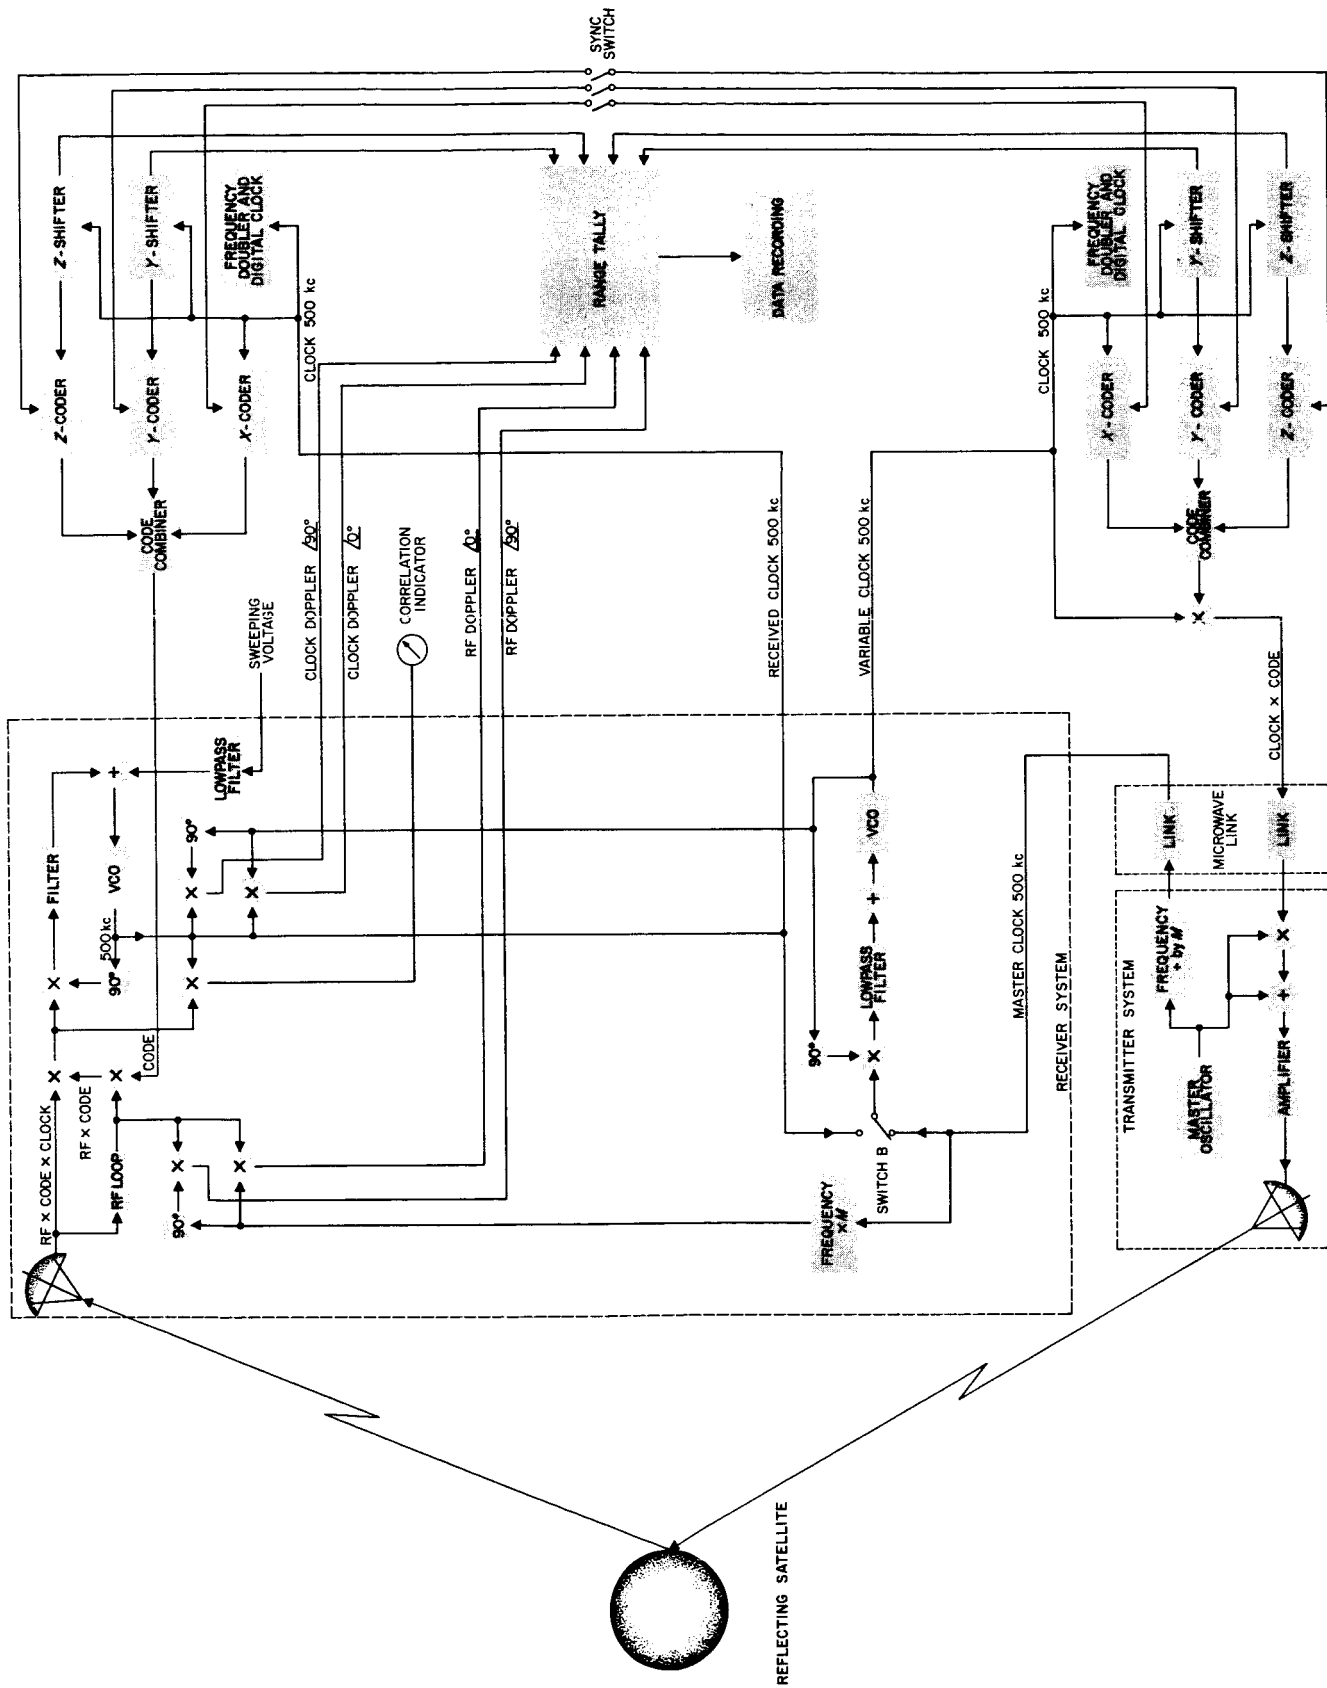 REFLECTING SATELLITE
RF × CODE × CLOCK
RF LOOP
RF × CODE
CODE
90°
500 kc
90°
FILTER
VCO
+
90°
LOWPASS
FILTER
SWEEPING
VOLTAGE
CODE
COMBINER
Z-CODER
Y-CODER
X-CODER
Z-SHIFTER
Y-SHIFTER
FREQUENCY
DOUBLER AND
DIGITAL CLOCK
CLOCK 500 kc
CLOCK DOPPLER /90°
CLOCK DOPPLER /0°
CORRELATION
INDICATOR
RF DOPPLER /0°
RF DOPPLER /90°
RANGE TALLY
DATA RECORDING
SYNC
SWITCH
RECEIVED CLOCK 500 kc
VARIABLE CLOCK 500 kc
FREQUENCY
×M
SWITCH B
90°
LOWPASS
FILTER
+
VCO
MASTER CLOCK 500 kc
RECEIVER SYSTEM
TRANSMITTER SYSTEM
MASTER
OSCILLATOR
FREQUENCY
÷ by M
AMPLIFIER
+
×
LINK
MICROWAVE
LINK
LINK
CLOCK × CODE
×
CODE
COMBINER
CLOCK 500 kc
X-CODER
Y-CODER
Z-CODER
FREQUENCY
DOUBLER AND
DIGITAL CLOCK
Y-SHIFTER
Z-SHIFTER